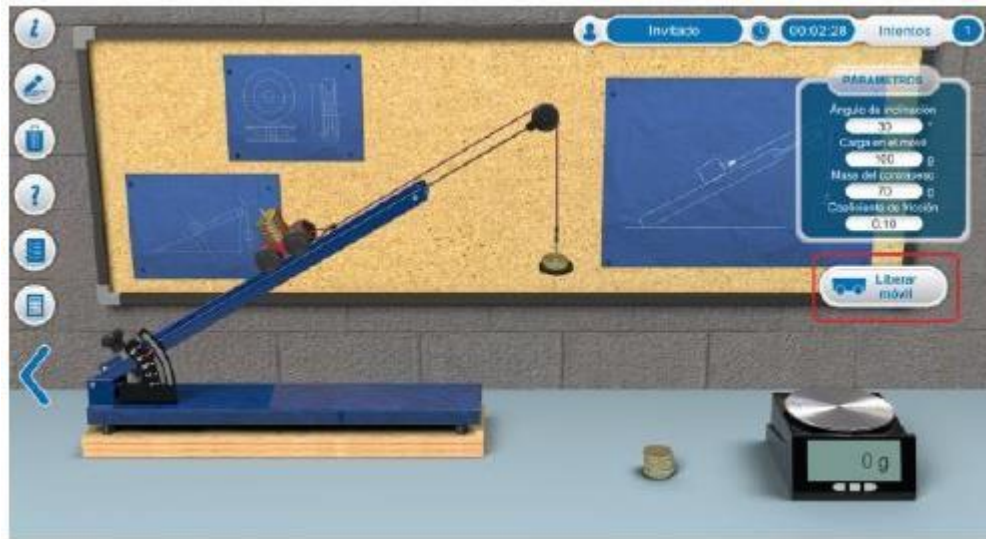 Invitado
00:02:28
Intentos
1
PARAMETROS
Ángulo de inclinación
30 °
Carga en el móvil
100 g
Masa del contrapeso
70 g
Coeficiente de fricción
0.10
Liberar
móvil
0 g